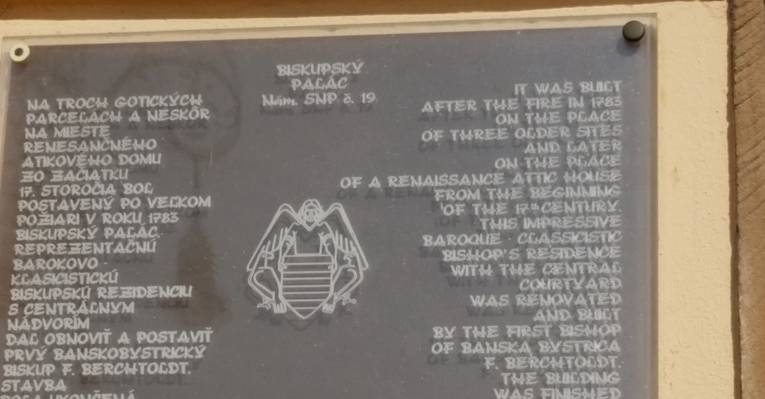 BISKUPSKÝ
PALÁC
Nám. SNP č. 19
NA TROCH GOTICKÝCH
PARCELÁCH A NESKÔR
NA MIESTE
RENESANČNÉHO
ATIKOVÉHO DOMU
ZO ZAČIATKU
17. STOROČIA BOL
POSTAVENÝ PO VEĽKOM
POŽIARI V ROKU 1783
BISKUPSKÝ PALÁC.
REPREZENTAČNÚ
BAROKOVO -
KLASICISTICKÚ
BISKUPSKÚ REZIDENCIU
S CENTRÁLNYM
NÁDVORÍM
DAL OBNOVIŤ A POSTAVIŤ
PRVÝ BANSKOBYSTRICKÝ
BISKUP F. BERCHTOLDT.
STAVBA
BOLA UKONČENÁ
IT WAS BUILT
AFTER THE FIRE IN 1783
ON THE PLACE
OF THREE OLDER SITES
AND LATER
ON THE PLACE
OF A RENAISSANCE ATTIC HOUSE
FROM THE BEGINNING
OF THE 17th CENTURY.
THIS IMPRESSIVE
BAROQUE - CLASSICISTIC
BISHOP'S RESIDENCE
WITH THE CENTRAL
COURTYARD
WAS RENOVATED
AND BUILT
BY THE FIRST BISHOP
OF BANSKA BYSTRICA
F. BERCHTOLDT.
THE BUILDING
WAS FINISHED